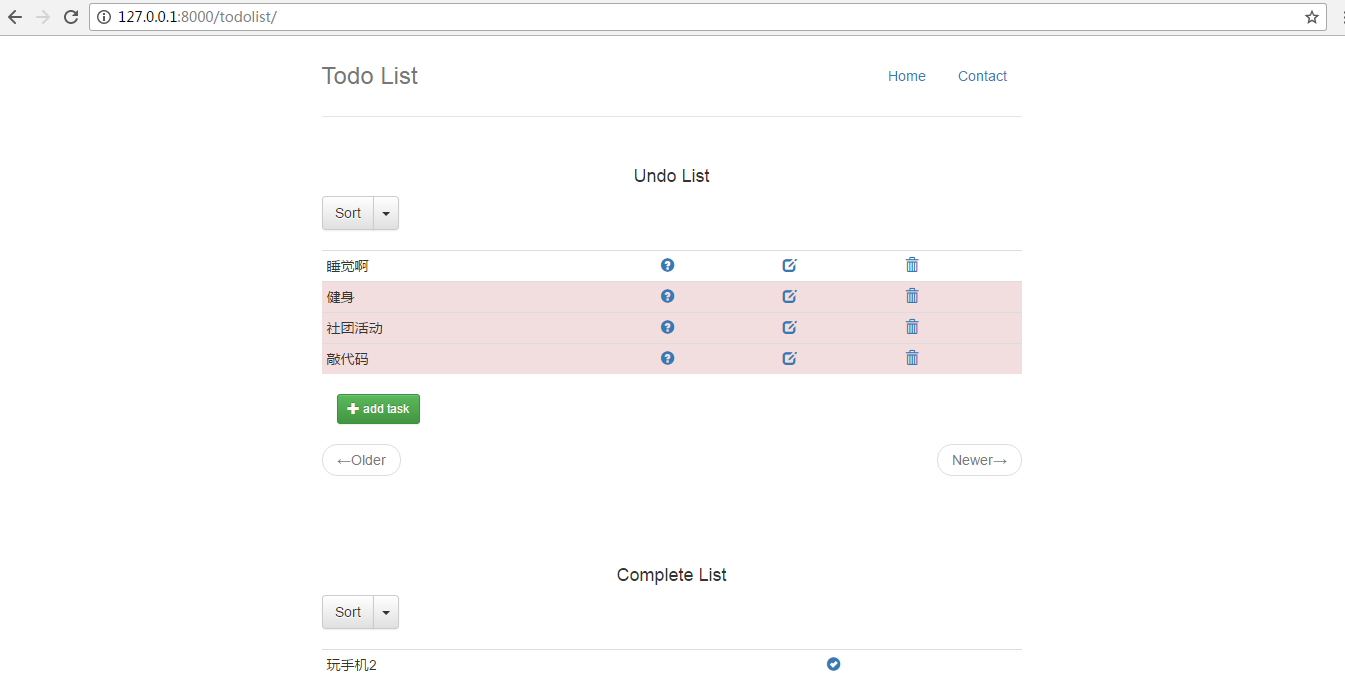 127.0.0.1:8000/todolist/
Todo List Home Contact
Undo List
Sort
睡觉啊
健身
社团活动
敲代码
add task
←Older Newer→
Complete List
Sort
玩手机2